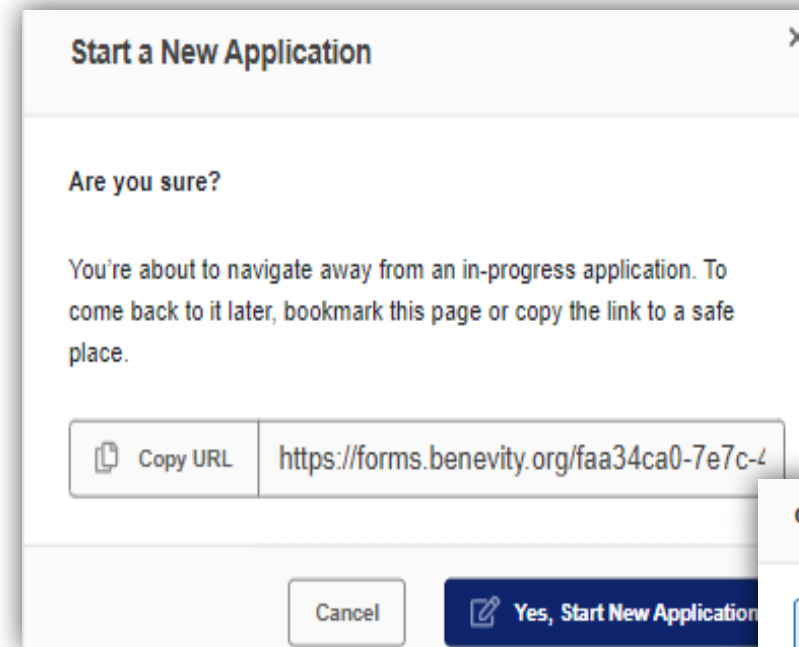 Start a New Application
Are you sure?
You're about to navigate away from an in-progress application. To
come back to it later, bookmark this page or copy the link to a safe
place.
Copy URL
https://forms.benevity.org/faa34ca0-7e7c-4
Cancel
Yes, Start New Application